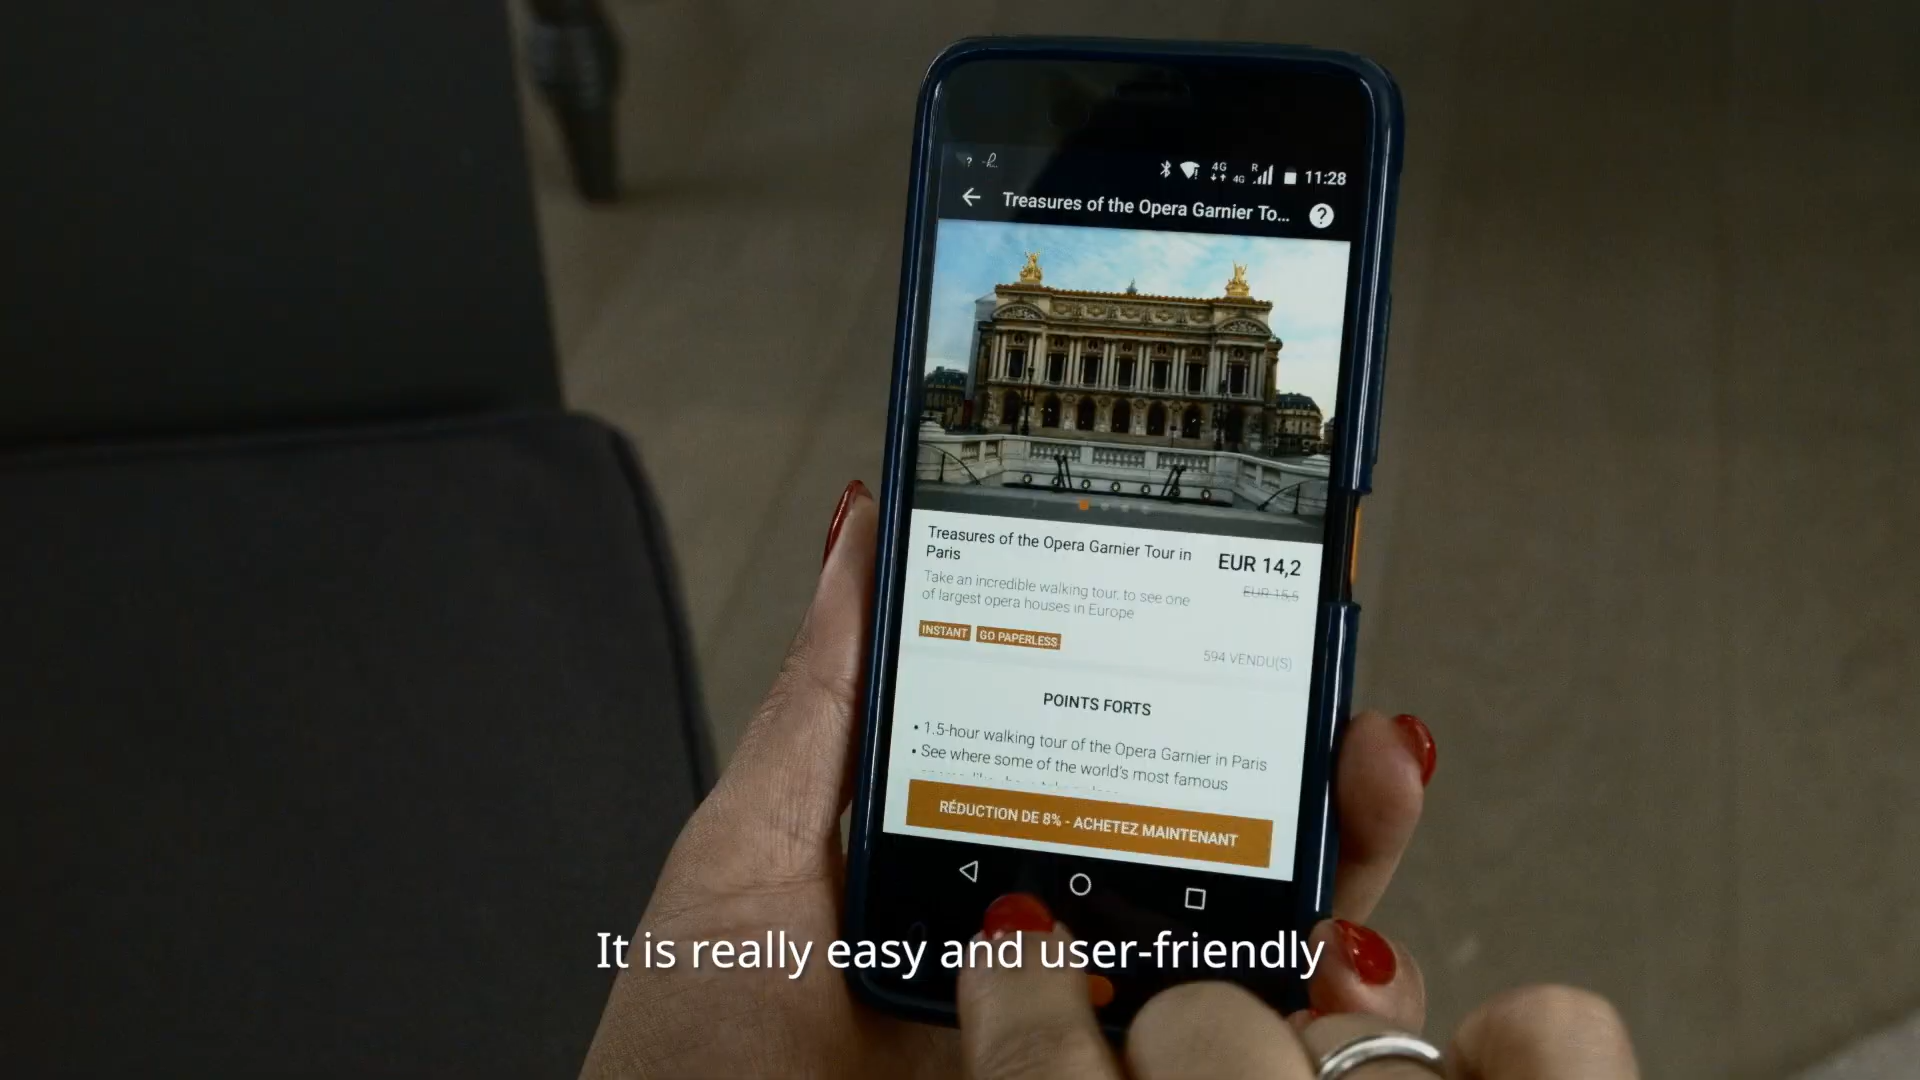 4G
R
4G
11:28
Treasures of the Opera Garnier To...
?
Treasures of the Opera Garnier Tour in
Paris
EUR 14,2
EUR 15,5
Take an incredible walking tour, to see one
of largest opera houses in Europe
INSTANT
GO PAPERLESS
594 VENDU(S)
POINTS FORTS
• 1.5-hour walking tour of the Opera Garnier in Paris
• See where some of the world's most famous
RÉDUCTION DE 8% - ACHETEZ MAINTENANT
It is really easy and user-friendly